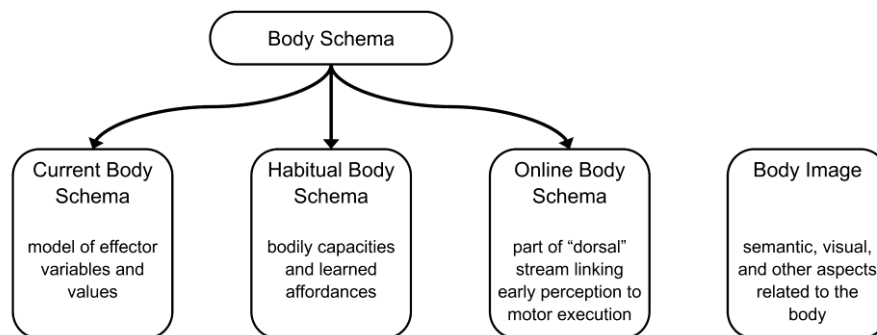 Body Schema
Current Body
Schema
model of effector
variables and
values
Habitual Body
Schema
bodily capacities
and learned
affordances
Online Body
Schema
part of “dorsal”
stream linking
early perception to
motor execution
Body Image
semantic, visual,
and other aspects
related to the
body